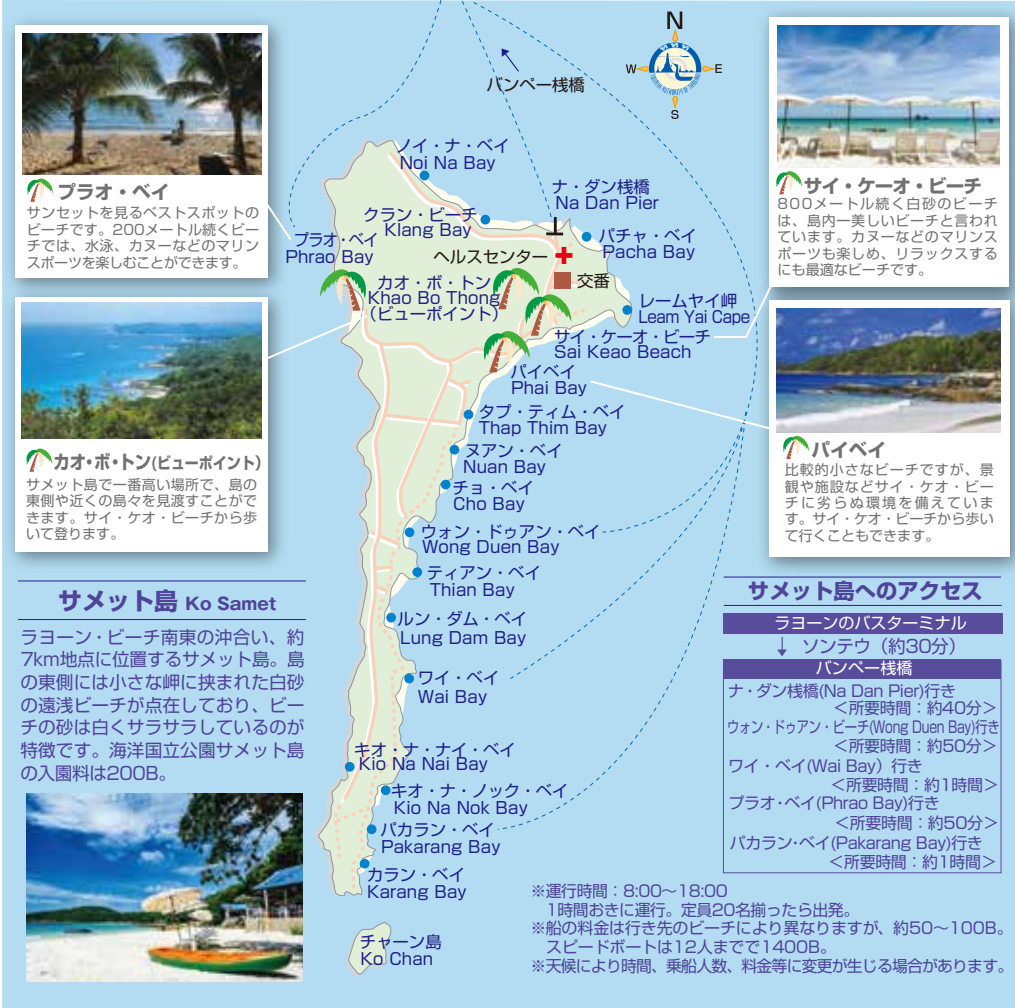 N
W
E
S
バンペー桟橋
プラオ・ベイ
サンセットを見るベストスポットの
ビーチです。200メートル続くビー
チでは、水泳、カヌーなどのマリン
スポーツを楽しむことができます。
サイ・ケーオ・ビーチ
800メートル続く白砂のビーチ
は、島内一美しいビーチと言われ
ています。カヌーなどのマリンス
ポーツも楽しめ、リラックスする
にも最適なビーチです。
ノイ・ナ・ベイ
Noi Na Bay
ナ・ダン桟橋
Na Dan Pier
クラン・ビーチ
Klang Bay
プラオ・ベイ
Phrao Bay
パチャ・ベイ
Pacha Bay
ヘルスセンター
交番
カオ・ボ・トン
Khao Bo Thong
(ビューポイント)
レームヤイ岬
Leam Yai Cape
サイ・ケーオ・ビーチ
Sai Keao Beach
パイベイ
Phai Bay
カオ・ボ・トン(ビューポイント)
サメット島で一番高い場所で、島の
東側や近くの島々を見渡すことがで
きます。サイ・ケオ・ビーチから歩
いて登ります。
パイベイ
比較的小さなビーチですが、景
観や施設などサイ・ケオ・ビー
チに劣らぬ環境を備えていま
す。サイ・ケオ・ビーチから歩い
て行くこともできます。
タプ・ティム・ベイ
Thap Thim Bay
ヌアン・ベイ
Nuan Bay
チョ・ベイ
Cho Bay
ウォン・ドゥアン・ベイ
Wong Duen Bay
ティアン・ベイ
Thian Bay
ルン・ダム・ベイ
Lung Dam Bay
ワイ・ベイ
Wai Bay
キオ・ナ・ナイ・ベイ
Kio Na Nai Bay
キオ・ナ・ノック・ベイ
Kio Na Nok Bay
パカラン・ベイ
Pakarang Bay
カラン・ベイ
Karang Bay
チャーン島
Ko Chan
サメット島 Ko Samet
ラヨーン・ビーチ南東の沖合い、約
7km地点に位置するサメット島。島
の東側には小さな岬に挟まれた白砂
の遠浅ビーチが点在しており、ビー
チの砂は白くサラサラしているのが
特徴です。海洋国立公園サメット島
の入園料は200B。
サメット島へのアクセス
ラヨーンのバスターミナル
↓ ソンテウ（約30分）
バンペー桟橋
ナ・ダン桟橋(Na Dan Pier)行き
＜所要時間：約40分＞
ウォン・ドゥアン・ビーチ(Wong Duen Bay)行き
＜所要時間：約50分＞
ワイ・ベイ(Wai Bay) 行き
＜所要時間：約1時間＞
プラオ・ベイ(Phrao Bay)行き
＜所要時間：約50分＞
パカラン・ベイ(Pakarang Bay)行き
＜所要時間：約1時間＞
※運行時間：8:00～18:00
1時間おきに運行。定員20名揃ったら出発。
※船の料金は行き先のビーチにより異なりますが、約50～100B。
スピードボートは12人までで1400B。
※天候により時間、乗船人数、料金等に変更が生じる場合があります。